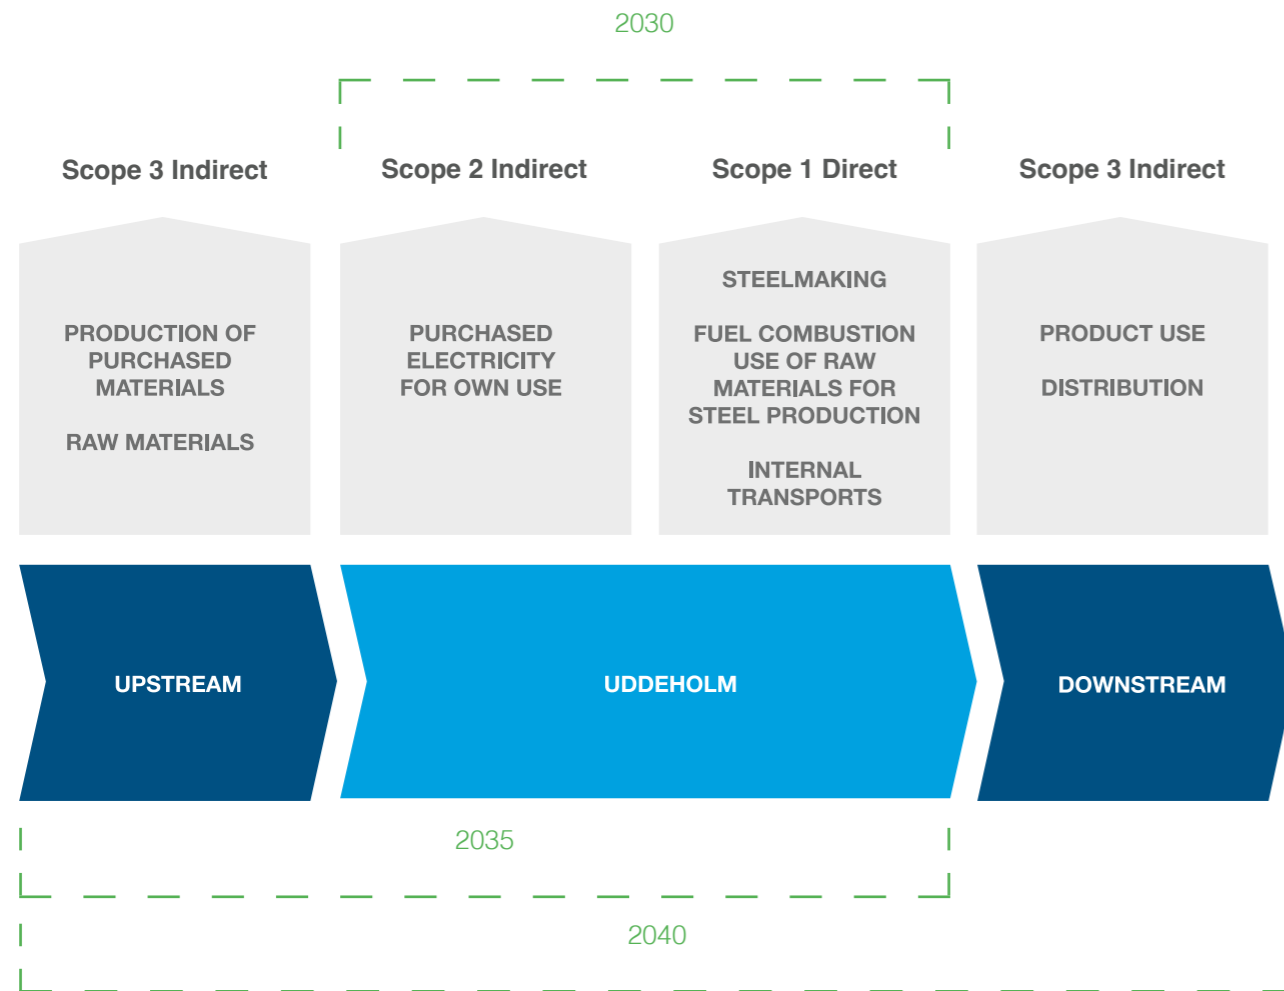 2030
Scope 3 Indirect
Scope 2 Indirect
Scope 1 Direct
Scope 3 Indirect
PRODUCTION OF
PURCHASED
MATERIALS
RAW MATERIALS
PURCHASED
ELECTRICITY
FOR OWN USE
STEELMAKING
FUEL COMBUSTION
USE OF RAW
MATERIALS FOR
STEEL PRODUCTION
INTERNAL
TRANSPORTS
PRODUCT USE
DISTRIBUTION
UPSTREAM
UDDEHOLM
DOWNSTREAM
2035
2040